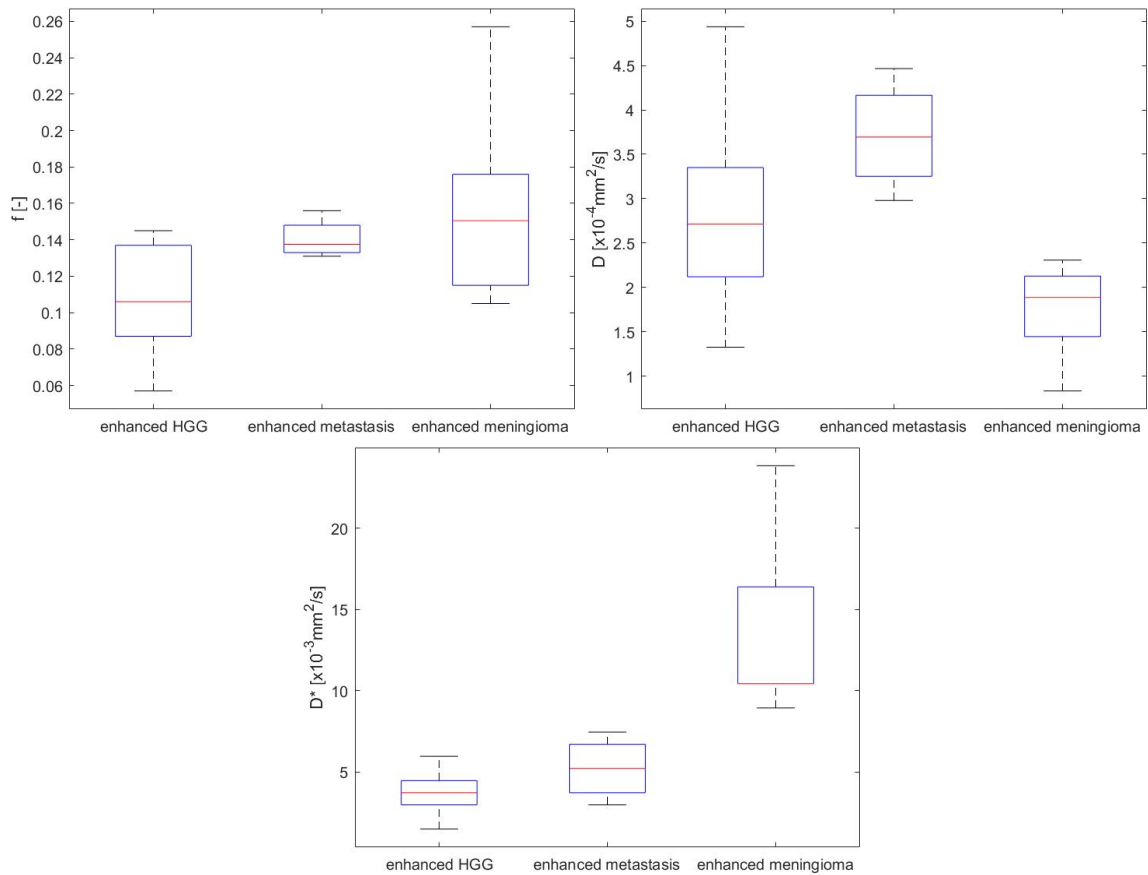 0.26
0.24
0.22
0.2
0.18
0.16
0.14
0.12
0.1
0.08
0.06
f [-]
enhanced HGG
enhanced metastasis
enhanced meningioma
5
4.5
4
3.5
3
2.5
2
1.5
1
D [x10⁻⁴mm²/s]
enhanced HGG
enhanced metastasis
enhanced meningioma
20
15
10
5
D* [x10⁻³mm²/s]
enhanced HGG
enhanced metastasis
enhanced meningioma